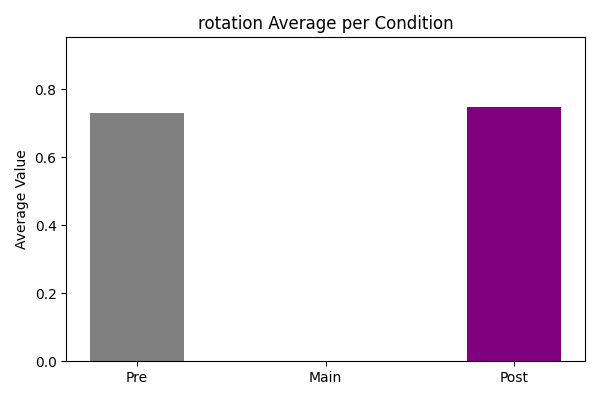 rotation Average per Condition
Average Value
0.8
0.6
0.4
0.2
0.0
Pre
Main
Post